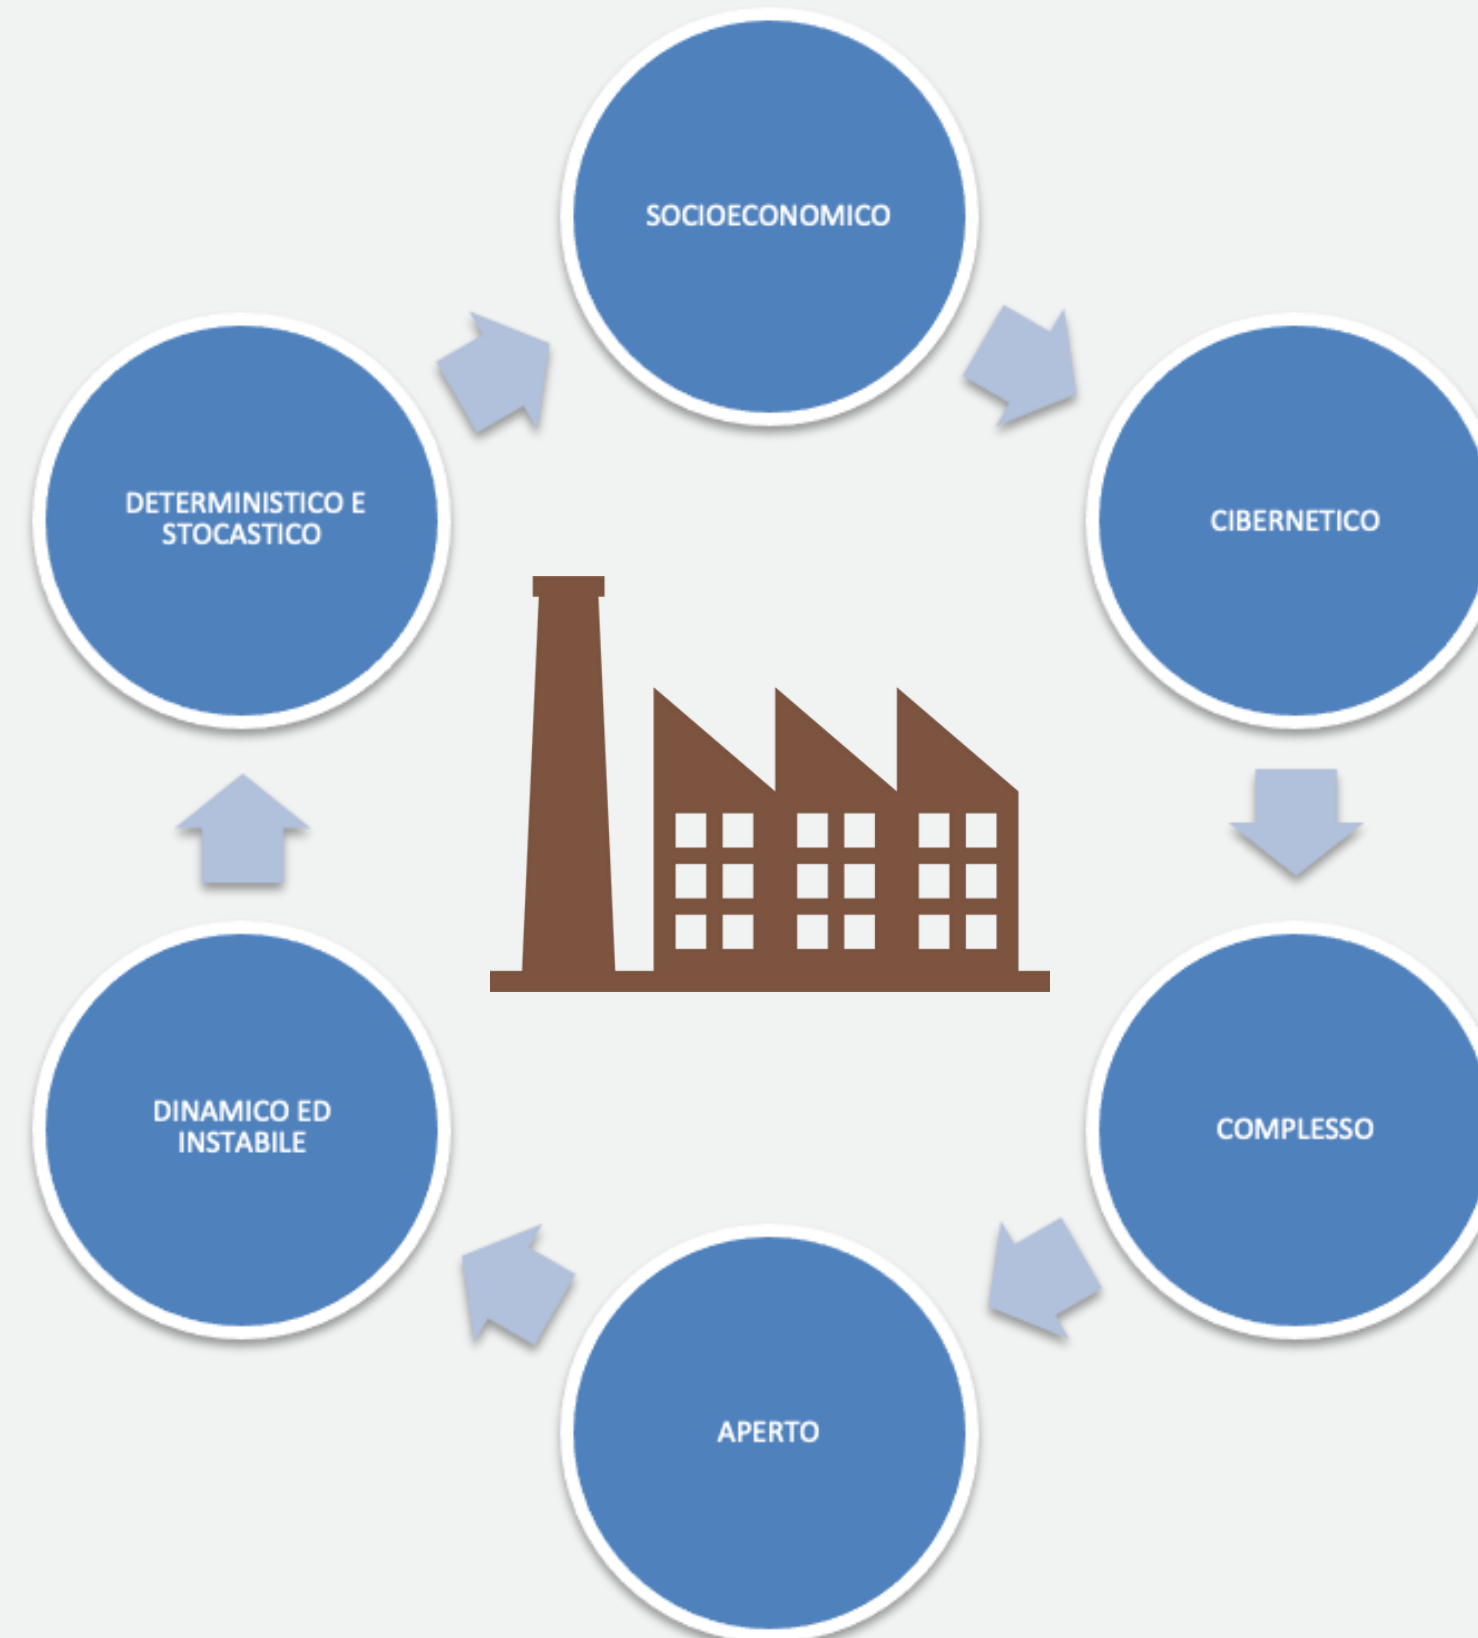 SOCIOECONOMICO
CIBERNETICO
COMPLESSO
APERTO
DINAMICO ED
INSTABILE
DETERMINISTICO E
STOCASTICO